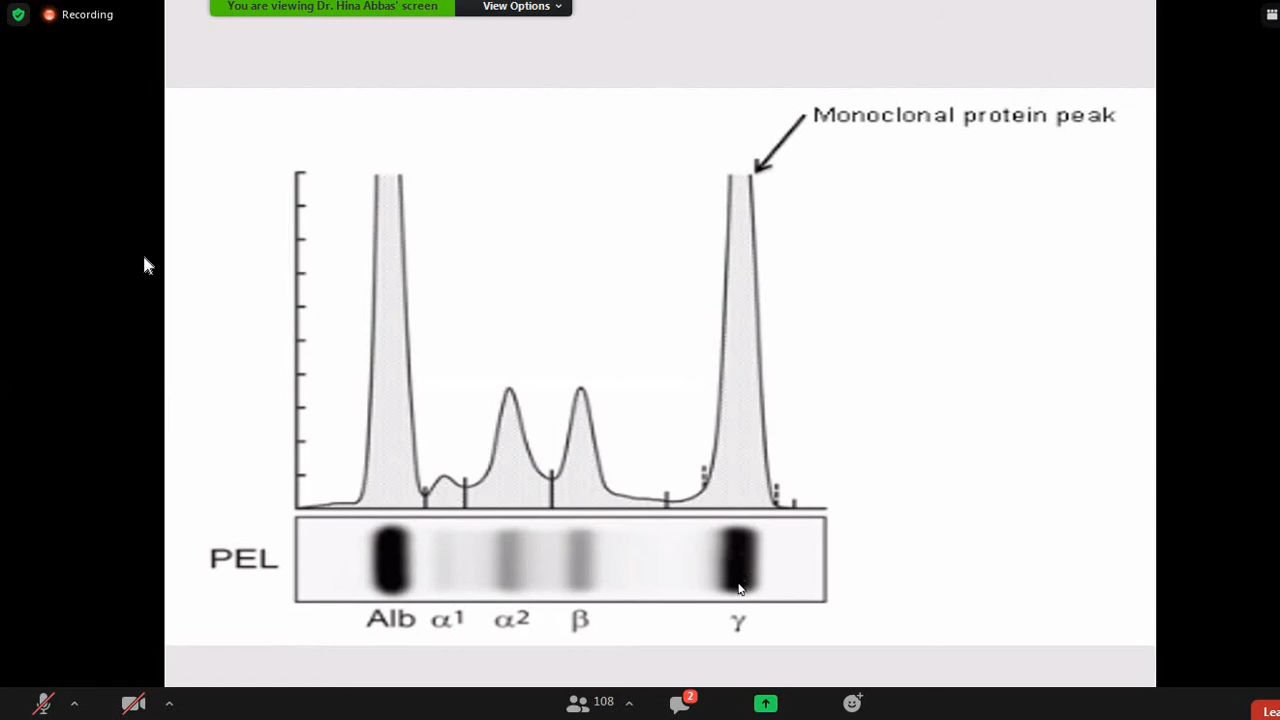 Recording
You are viewing Dr. Hina Abbas' screen
View Options
Monoclonal protein peak
PEL
Alb α1 α2 β γ
108
2
Lea